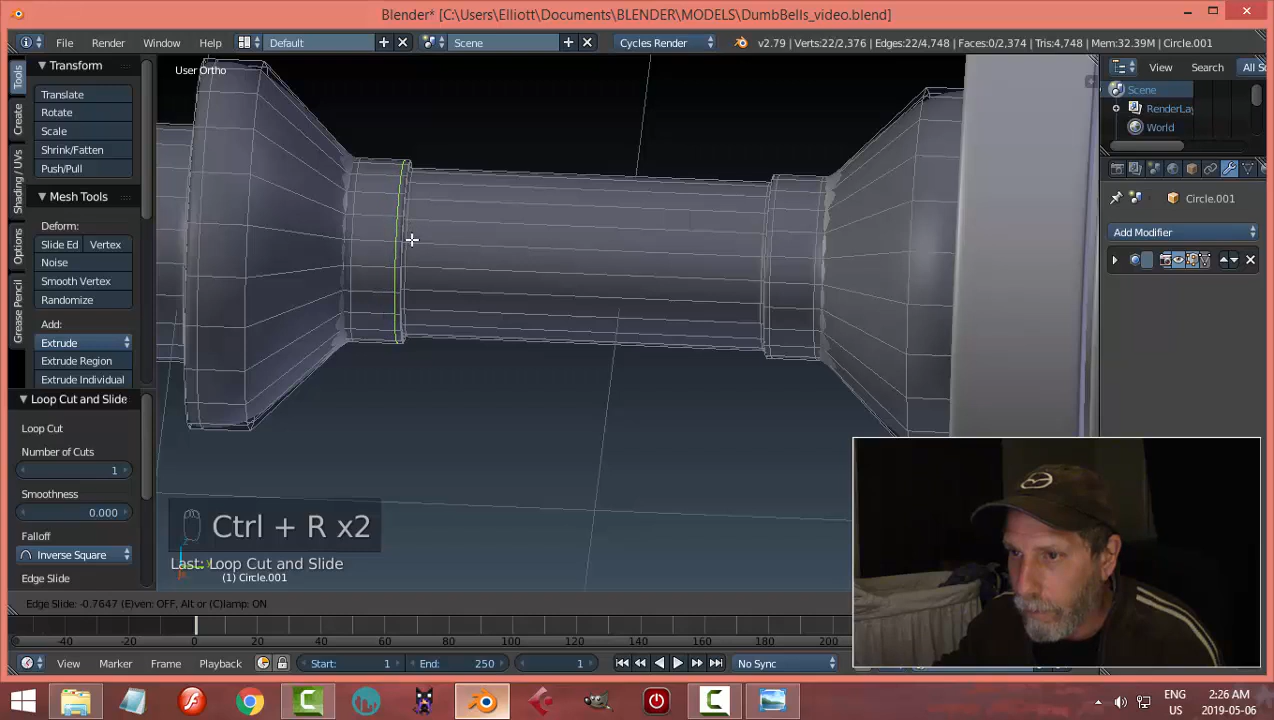 Blender* [C:\Users\Elliott\Documents\BLENDER\MODELS\DumbBells_video.blend]
File Render Window Help Default Scene Cycles Render v2.79 | Verts:22/2,376 | Edges:22/4,748 | Faces:0/2,374 | Tris:4,748 | Mem:32.39M | Circle.001
Tools
Create
Shading / UVs
Options
Grease Pencil
Transform
Translate
Rotate
Scale
Shrink/Fatten
Push/Pull
Mesh Tools
Deform:
Slide Ed Vertex
Noise
Smooth Vertex
Randomize
Add:
Extrude
Extrude Region
Extrude Individual
Loop Cut and Slide
Loop Cut
Number of Cuts
1
Smoothness
0.000
Falloff
Inverse Square
Edge Slide
User Ortho
Ctrl + R x2
Last: Loop Cut and Slide
(1) Circle.001
Edge Slide: -0.7647 (E)ven: OFF, Alt or (C)lamp: ON
View Search All Sc
Scene
RenderLay
World
Circle.001
Add Modifier
-40 -20 0 20 40 60 80 100 120 140 160 180 200
View Marker Frame Playback Start: 1 End: 250 1 No Sync
ENG 2:26 AM
US 2019-05-06